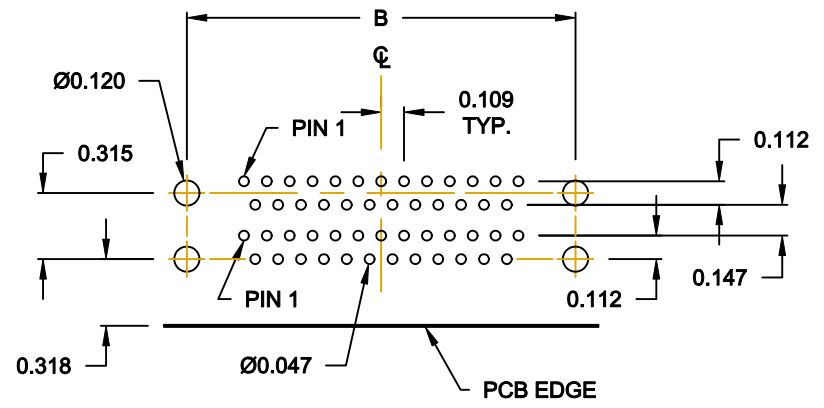 B
℄
Ø0.120
0.109
TYP.
PIN 1
0.315
0.112
0.147
PIN 1
0.112
0.318
Ø0.047
PCB EDGE